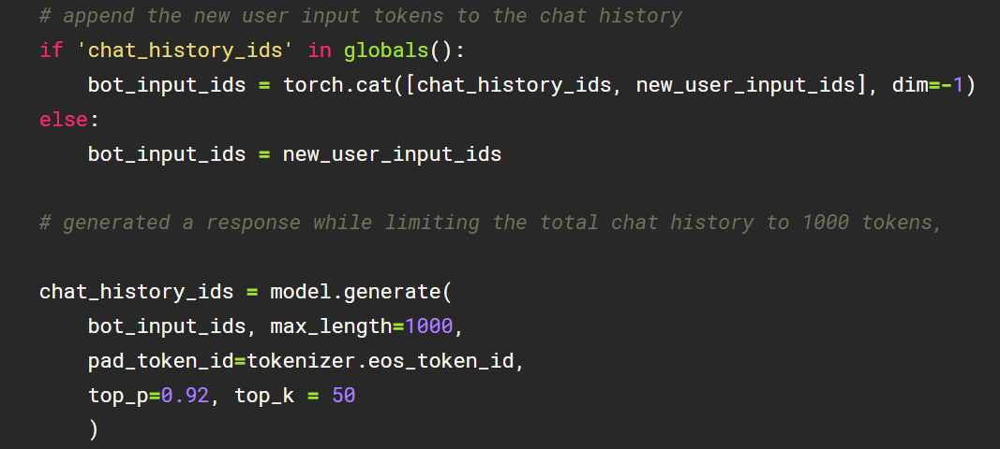 # append the new user input tokens to the chat history
if 'chat_history_ids' in globals():
    bot_input_ids = torch.cat([chat_history_ids, new_user_input_ids], dim=-1)
else:
    bot_input_ids = new_user_input_ids
# generated a response while limiting the total chat history to 1000 tokens,
chat_history_ids = model.generate(
    bot_input_ids, max_length=1000,
    pad_token_id=tokenizer.eos_token_id,
    top_p=0.92, top_k = 50
    )